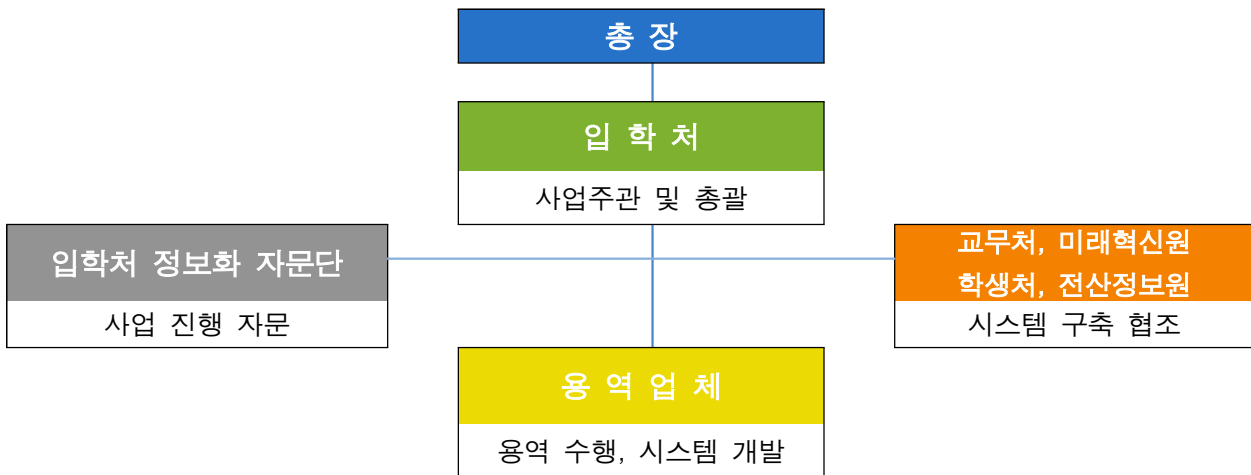 총 장
입 학 처
사업주관 및 총괄
입학처 정보화 자문단
사업 진행 자문
교무처, 미래혁신원
학생처, 전산정보원
시스템 구축 협조
용 역 업 체
용역 수행, 시스템 개발